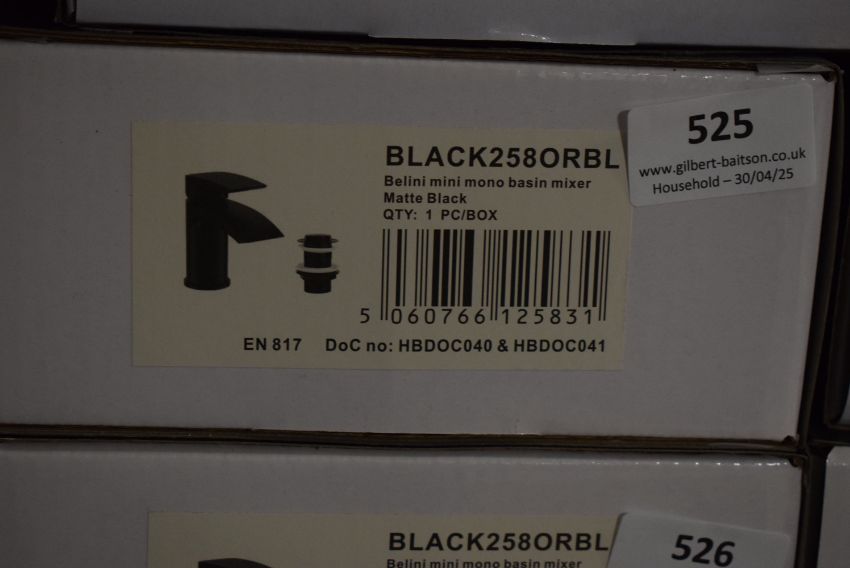 525
www.gilbert-baitson.co.uk
Household – 30/04/25
BLACK258ORBL
Belini mini mono basin mixer
Matte Black
QTY: 1 PC/BOX
5 060766 125831
EN 817 DoC no: HBDOC040 & HBDOC041
BLACK258ORBL
526
Belini mini mono basin mixer